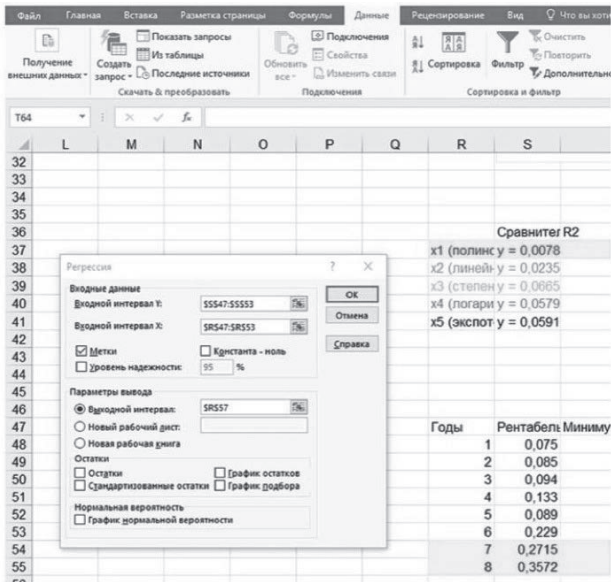 Файл Главная Вставка Разметка страницы Формулы Данные Рецензирование Вид Что вы хоти
Получение внешних данных
Создать запрос
Показать запросы
Из таблицы
Последние источники
Скачать & преобразовать
Обновить все
Подключения
Свойства
Изменить связи
Подключения
Сортировка
Фильтр
Очистить
Повторить
Дополнительн
Сортировка и фильтр
T64 fx
L M N O P Q R S
32
33
34
35
36 Сравнител R2
37 x1 (полинс y = 0,0078
38 x2 (линейн y = 0,0235
39 x3 (степен y = 0,0665
40 x4 (логари y = 0,0579
41 x5 (экспот y = 0,0591
42
43
44
45
46
47 Годы Рентабель Миниму
48 1 0,075
49 2 0,085
50 3 0,094
51 4 0,133
52 5 0,089
53 6 0,229
54 7 0,2715
55 8 0,3572
Регрессия ? ×
Входные данные
Входной интервал Y: $S$47:$S$53
Входной интервал X: $R$47:$R$53
Метки Константа - ноль
Уровень надежности: 95 %
Параметры вывода
Выходной интервал: $R$57
Новый рабочий лист:
Новая рабочая книга
Остатки
Остатки График остатков
Стандартизованные остатки График подбора
Нормальная вероятность
График нормальной вероятности
ОК
Отмена
Справка